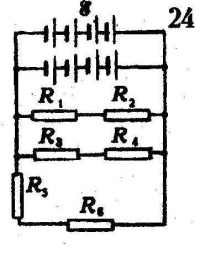 8 24
R₁ R₂
R₃ R₄
R₅
R₆